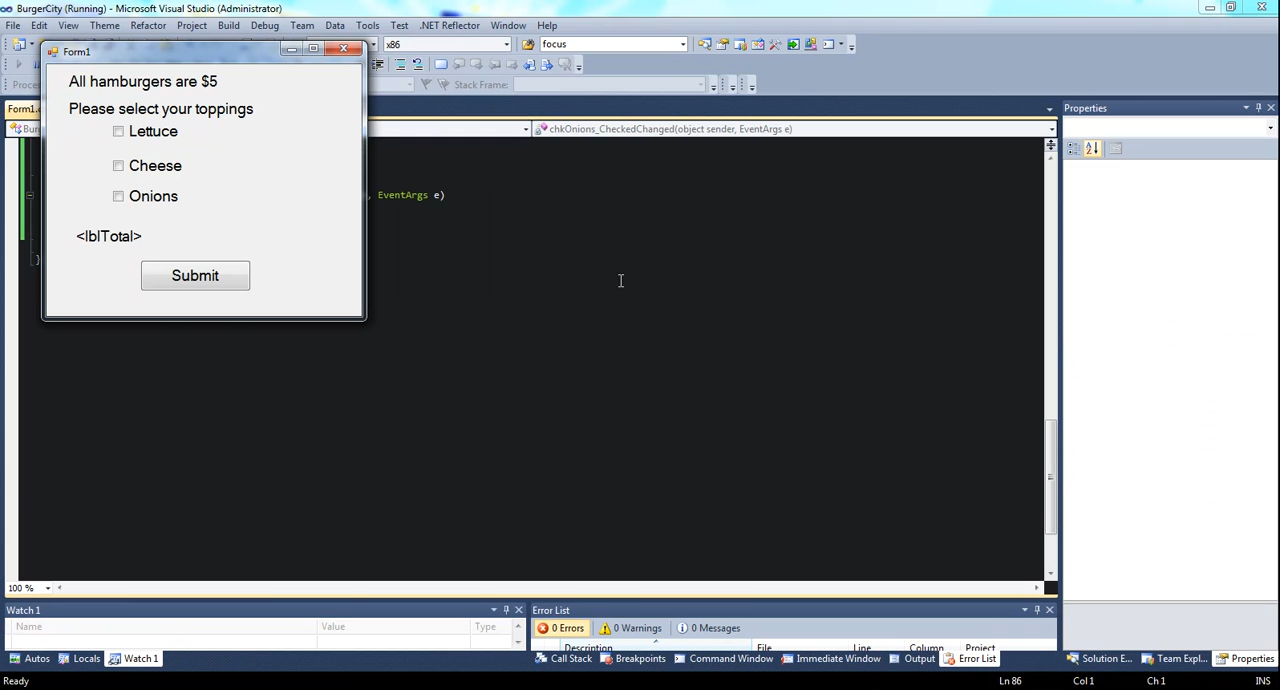 BurgerCity (Running) - Microsoft Visual Studio (Administrator)
File Edit View Theme Refactor Project Build Debug Team Data Tools Test .NET Reflector Window Help
x86 focus
Form1
Stack Frame:
All hamburgers are $5
Please select your toppings
Lettuce
Cheese
Onions
<lblTotal>
Submit
chkOnions_CheckedChanged(object sender, EventArgs e)
, EventArgs e)
}
Properties
100 %
Watch 1
Name Value Type
Error List
0 Errors 0 Warnings 0 Messages
Description File Line Column Project
Autos Locals Watch 1
Call Stack Breakpoints Command Window Immediate Window Output Error List
Solution E... Team Expl... Properties
Ready Ln 86 Col 1 Ch 1 INS